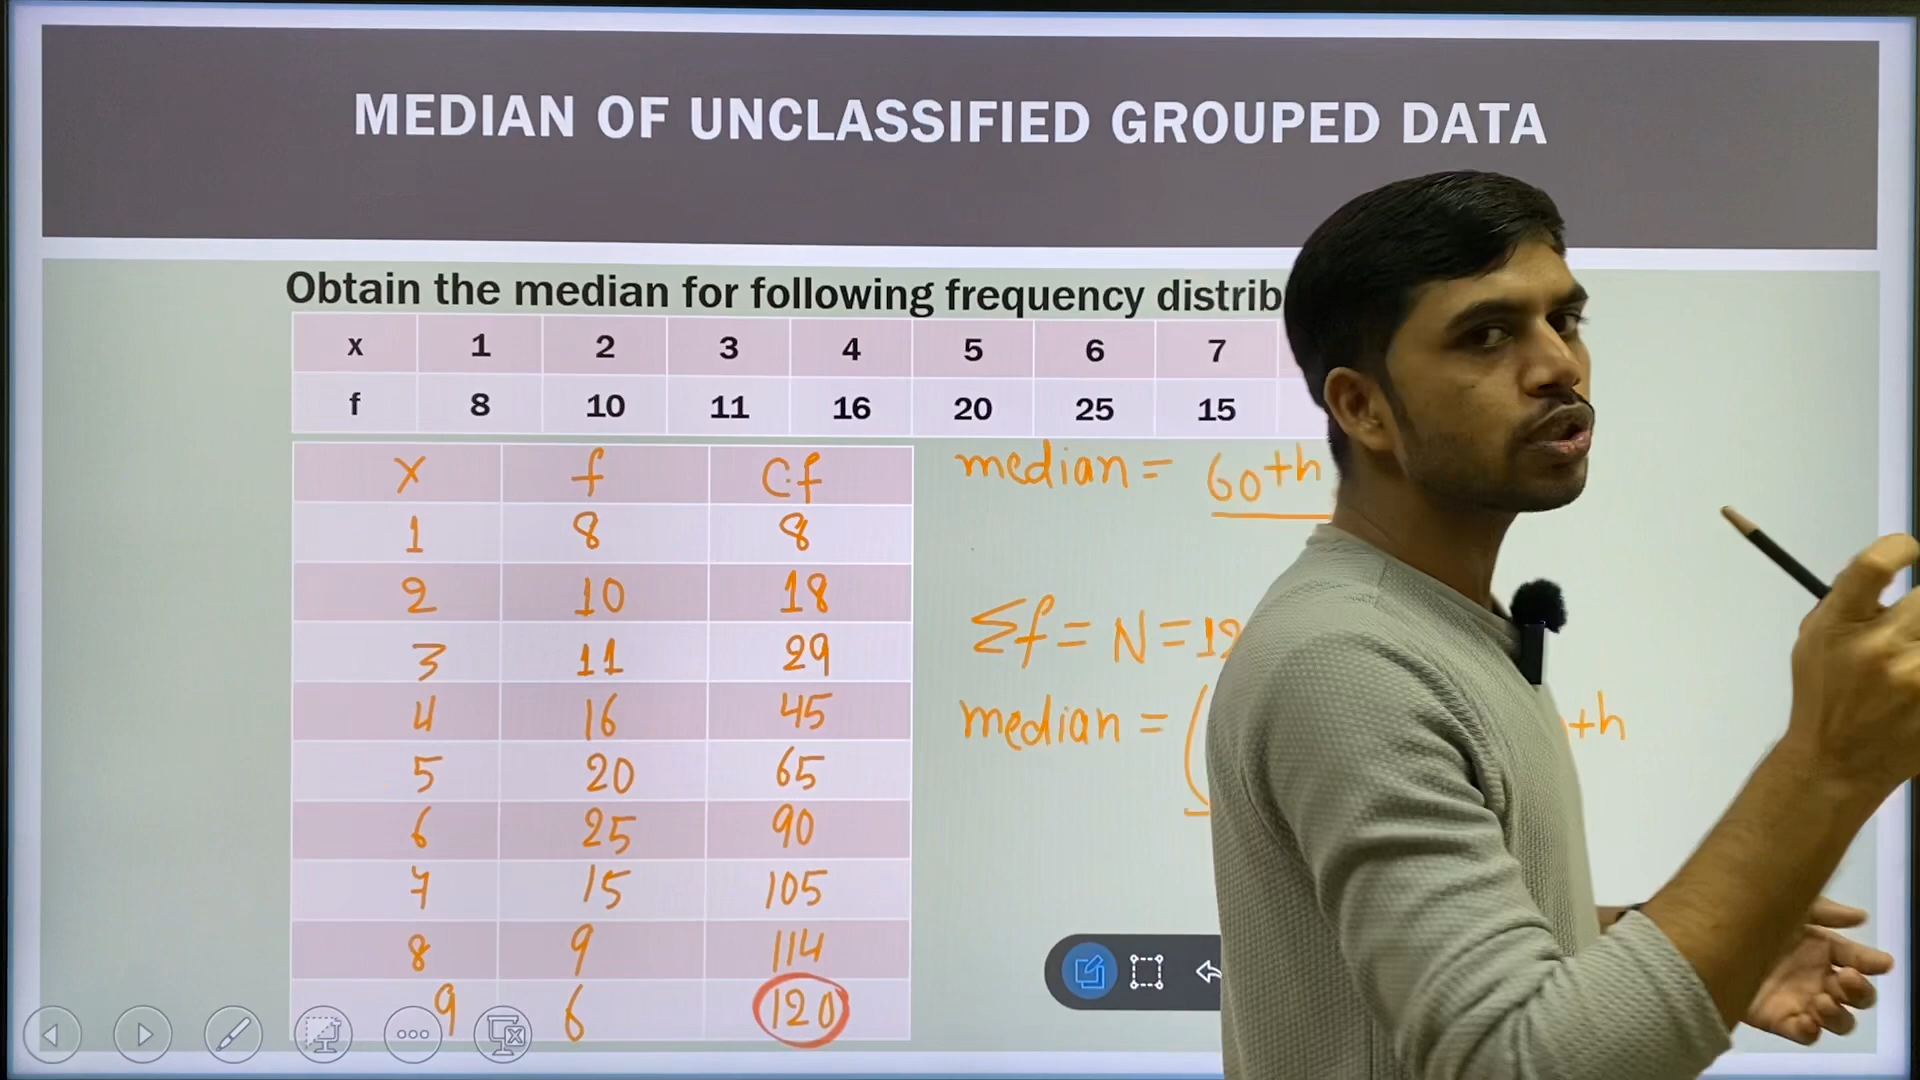 MEDIAN OF UNCLASSIFIED GROUPED DATA
Obtain the median for following frequency
x 1 2 3 4 5 6 7
f 8 10 11 16 20 25 15
X f Cf
1 8 8
2 10 18
3 11 29
4 16 45
5 20 65
6 25 90
7 15 105
8 9 114
9 6 120
median = 60th
Σf = N = 12
median = ( th